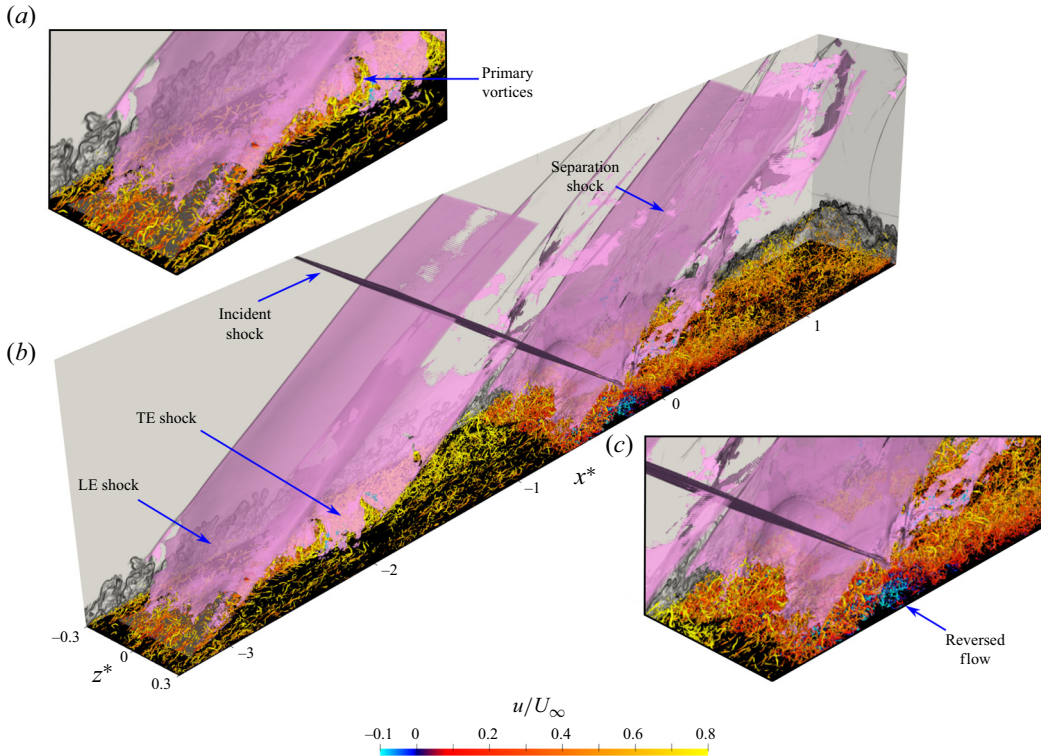 (a)
Primary
vortices
Separation
shock
Incident
shock
(b)
TE shock
LE shock
1
0
(c)
–1
x*
–2
–3
–0.3
0
z*
0.3
Reversed
flow
u/U∞
–0.1 0 0.2 0.4 0.6 0.8